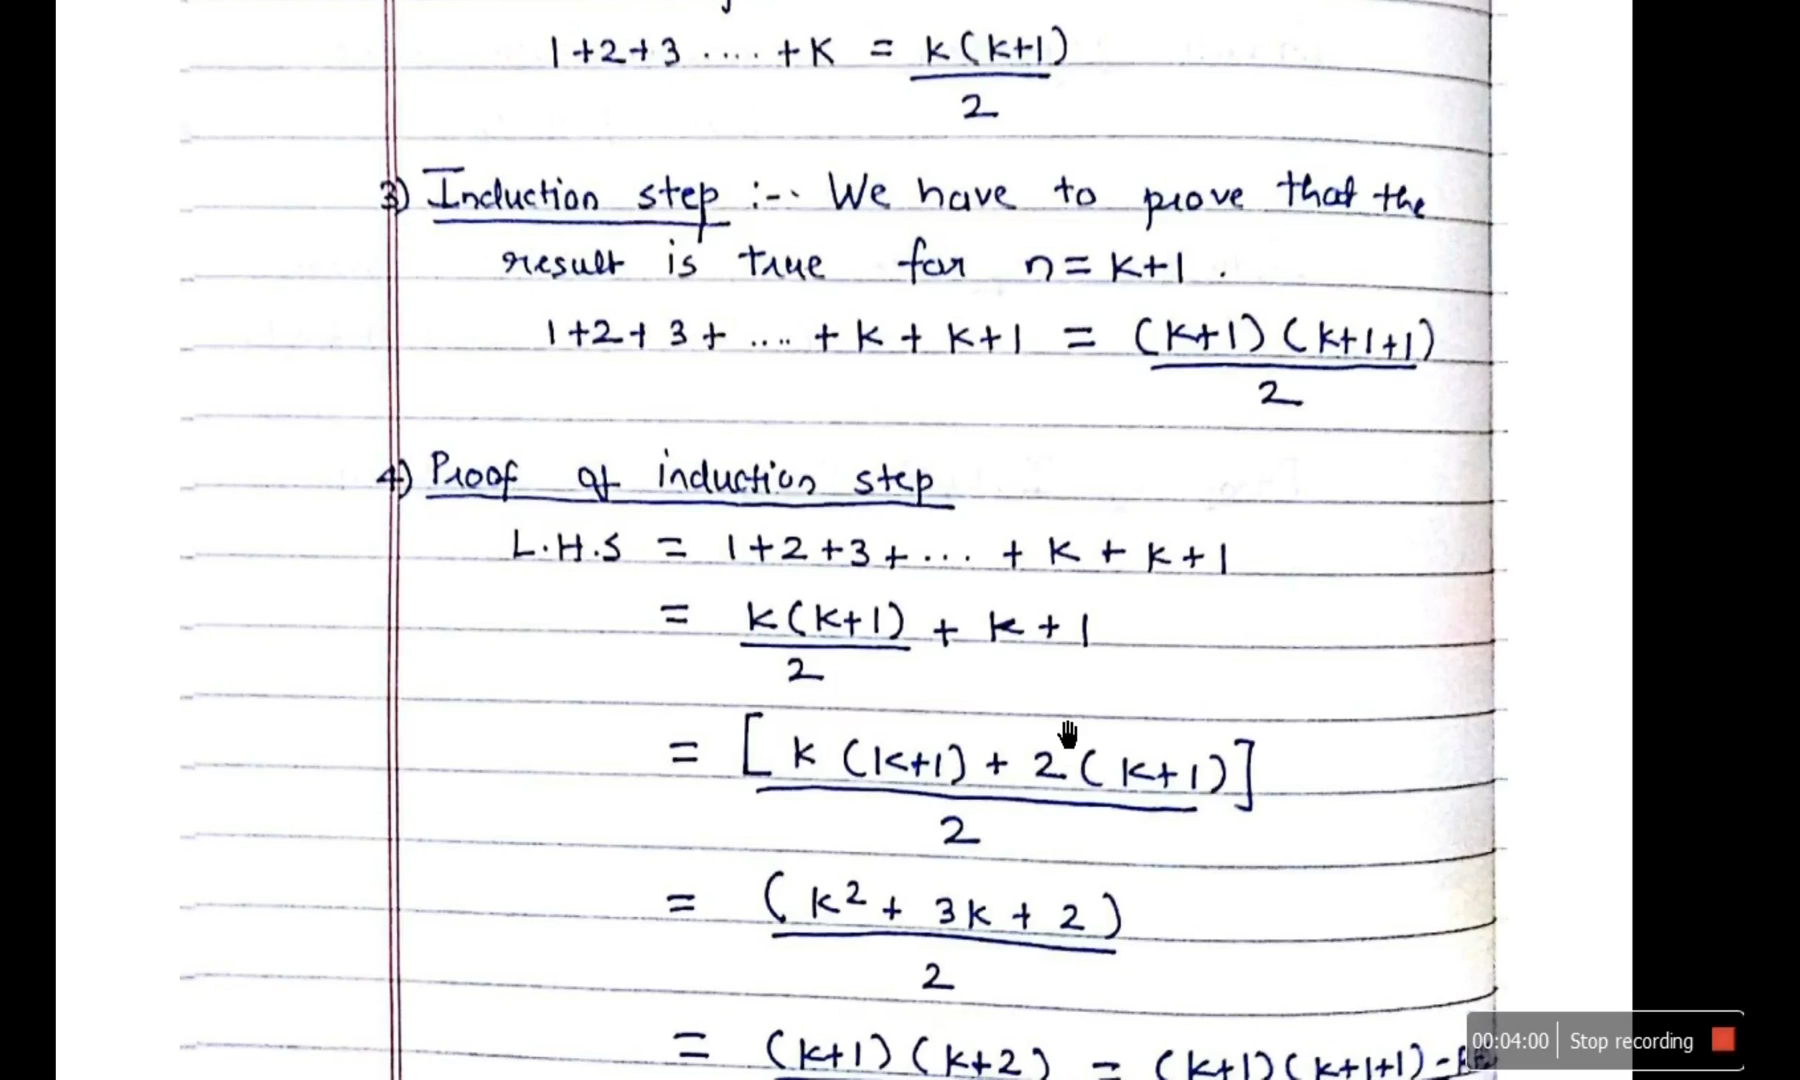 1+2+3 ..... +K = k(k+1)
2
3) Induction step :-. We have to prove that the
result is true for n=k+1.
1+2+3+ .... +k+k+1 = (k+1)(k+1+1)
2
4) Proof of induction step
L.H.S = 1+2+3+... +k+k+1
= k(k+1) + k+1
2
= [k(k+1)+2(k+1)]
2
= (k²+3k+2)
2
= (k+1)(k+2) = (k+1)(k+1+1)
00:04:00 Stop recording